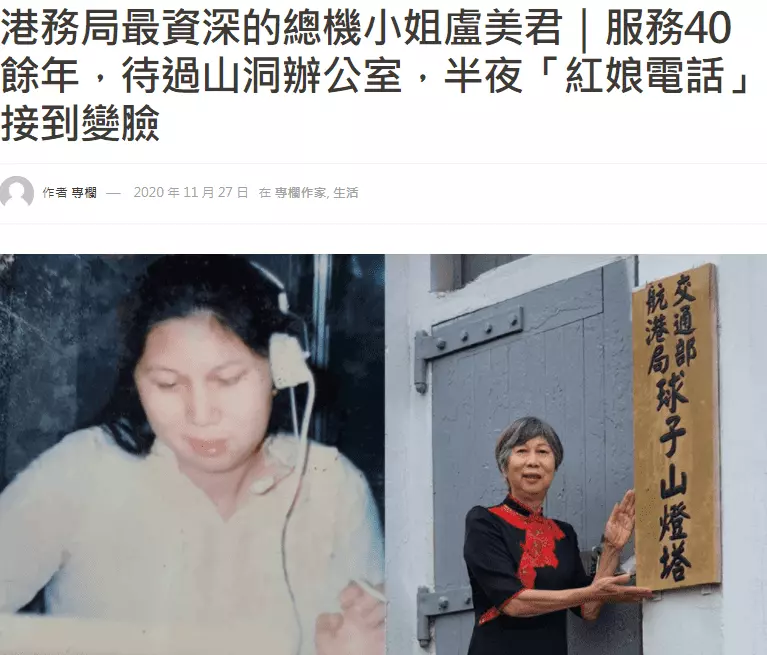 港務局最資深的總機小姐盧美君｜服務40
餘年，待過山洞辦公室，半夜「紅娘電話」
接到變臉
作者 專欄 — 2020 年 11 月 27 日 在 專欄作家, 生活
交通部
航港局
球子山燈塔